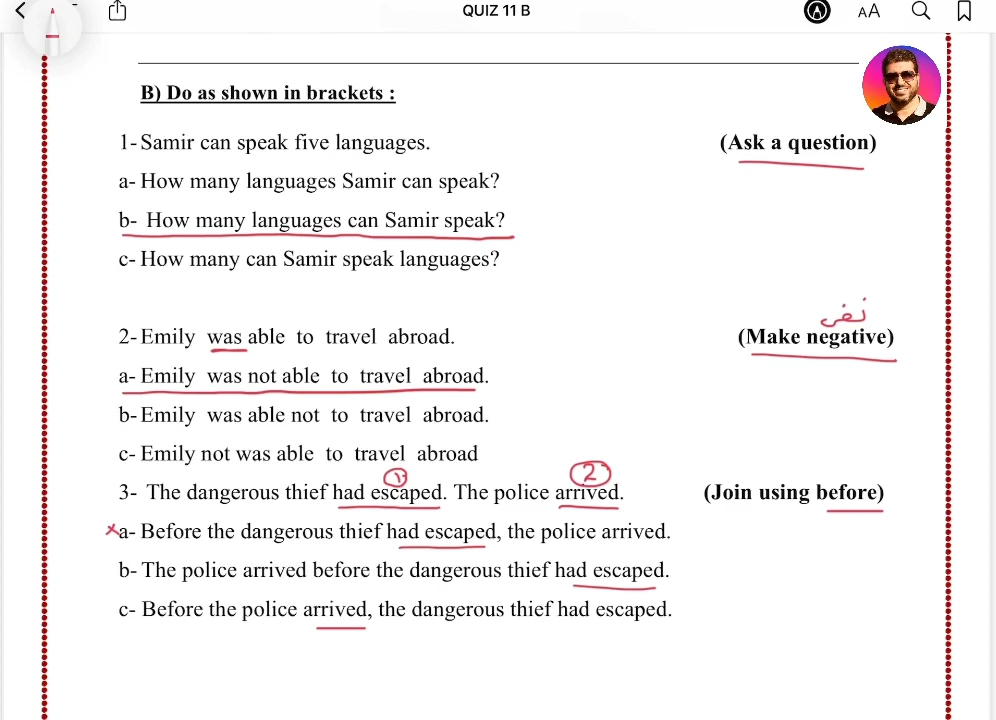 QUIZ 11 B
AA
B) Do as shown in brackets :
1- Samir can speak five languages. (Ask a question)
a- How many languages Samir can speak?
b- How many languages can Samir speak?
c- How many can Samir speak languages?
نفي
2- Emily was able to travel abroad. (Make negative)
a- Emily was not able to travel abroad.
b- Emily was able not to travel abroad.
c- Emily not was able to travel abroad
1 2
3- The dangerous thief had escaped. The police arrived. (Join using before)
a- Before the dangerous thief had escaped, the police arrived.
b- The police arrived before the dangerous thief had escaped.
c- Before the police arrived, the dangerous thief had escaped.